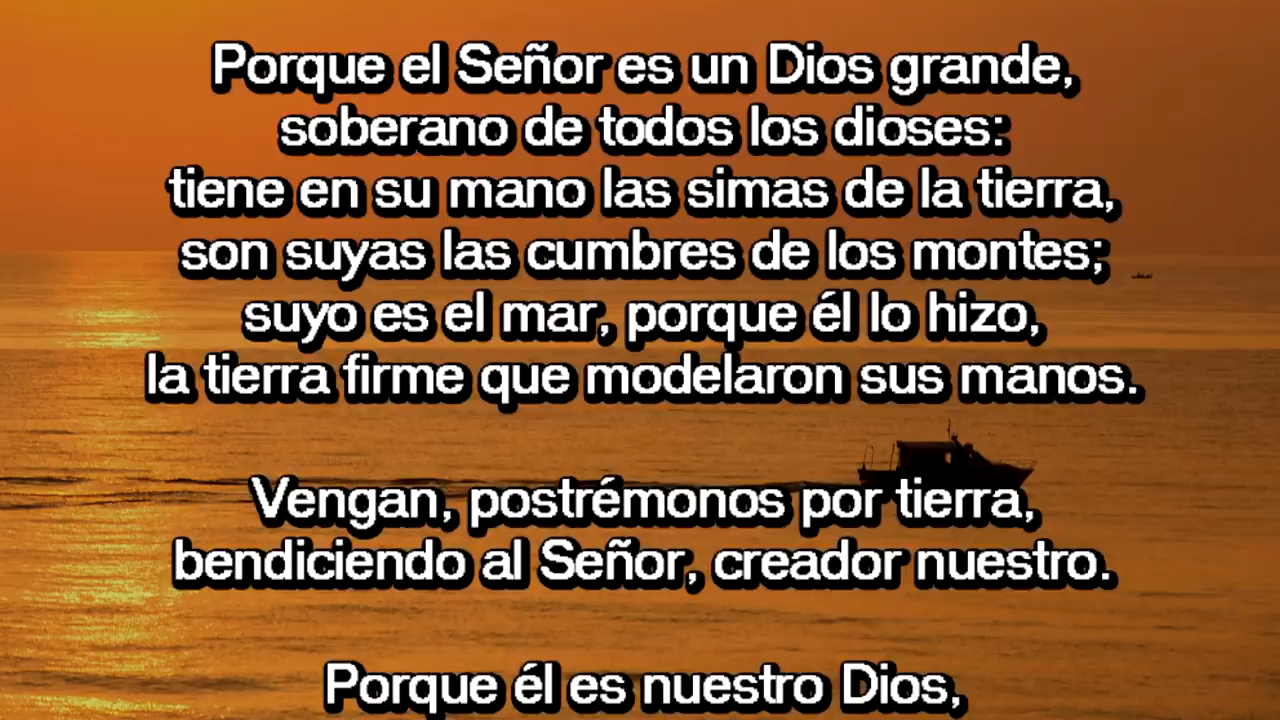 Porque el Señor es un Dios grande,
soberano de todos los dioses:
tiene en su mano las simas de la tierra,
son suyas las cumbres de los montes;
suyo es el mar, porque él lo hizo,
la tierra firme que modelaron sus manos.
Vengan, postrémonos por tierra,
bendiciendo al Señor, creador nuestro.
Porque él es nuestro Dios,